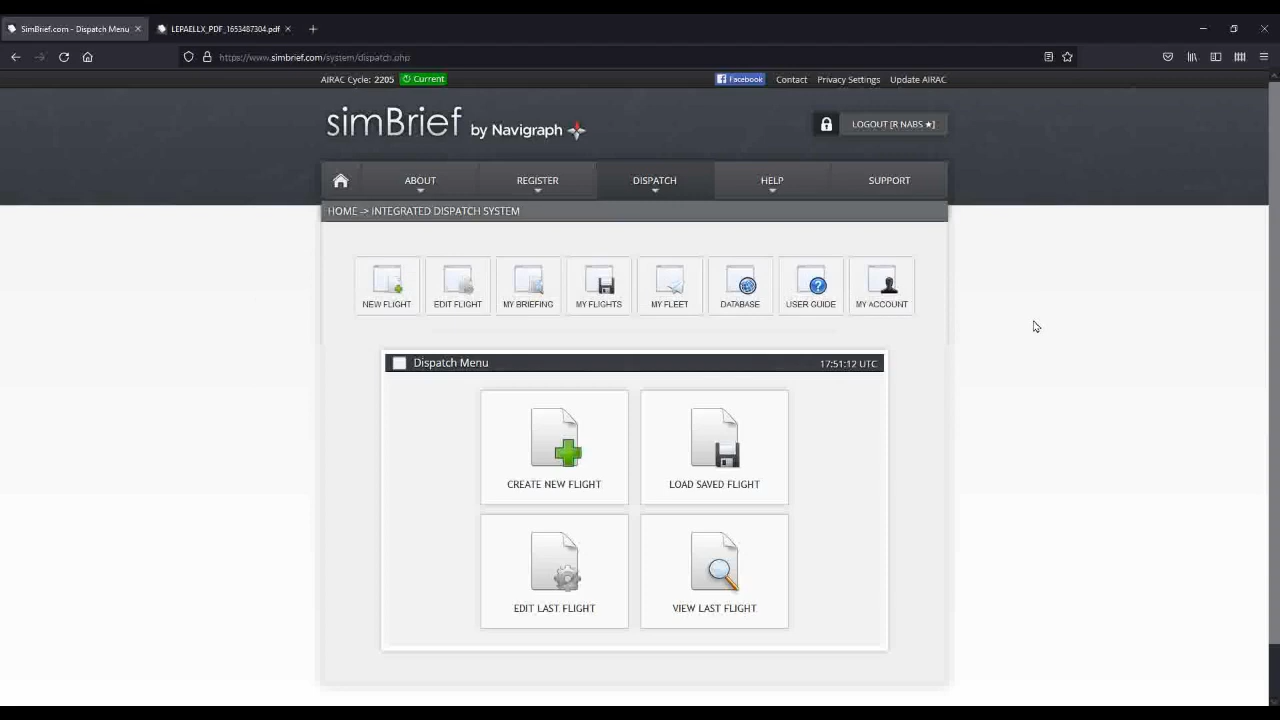 SimBrief.com - Dispatch Menu
LEPAELLX_PDF_1653487304.pdf
https://www.simbrief.com/system/dispatch.php
AIRAC Cycle: 2205 Current
Facebook Contact Privacy Settings Update AIRAC
simBrief by Navigraph
LOGOUT [R NABS ★]
ABOUT REGISTER DISPATCH HELP SUPPORT
HOME -> INTEGRATED DISPATCH SYSTEM
NEW FLIGHT EDIT FLIGHT MY BRIEFING MY FLIGHTS MY FLEET DATABASE USER GUIDE MY ACCOUNT
Dispatch Menu 17:51:12 UTC
CREATE NEW FLIGHT LOAD SAVED FLIGHT
EDIT LAST FLIGHT VIEW LAST FLIGHT